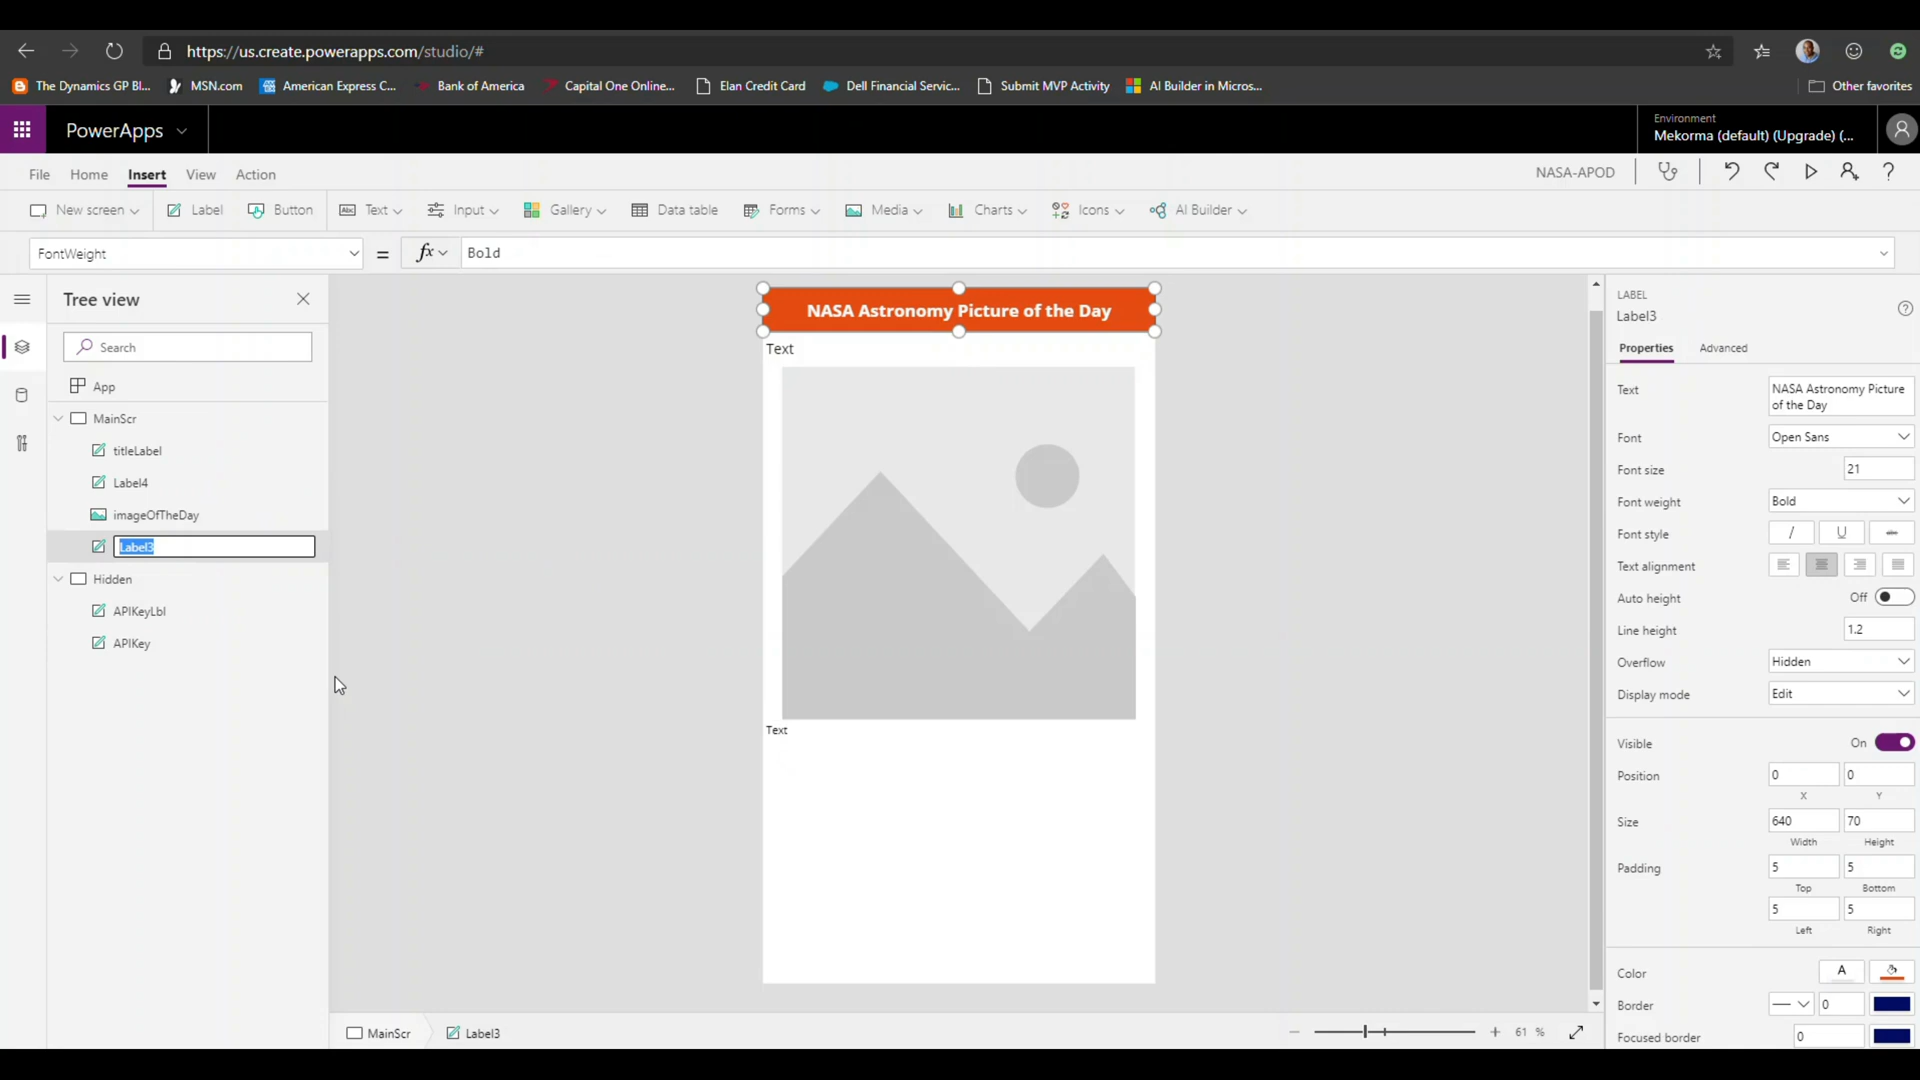 https://us.create.powerapps.com/studio/#
The Dynamics GP Bl...
MSN.com
American Express C...
Bank of America
Capital One Online...
Elan Credit Card
Dell Financial Servic...
Submit MVP Activity
AI Builder in Micros...
Other favorites
PowerApps
Environment
Mekorma (default) (Upgrade) (...
File
Home
Insert
View
Action
NASA-APOD
?
New screen
Label
Button
Abc
Text
Input
Gallery
Data table
Forms
Media
Charts
Icons
AI Builder
FontWeight
=
fx
Bold
Tree view
Search
App
MainScr
titleLabel
Label4
imageOfTheDay
Label3
Hidden
APIKeyLbl
APIKey
NASA Astronomy Picture of the Day
Text
Text
LABEL
Label3
?
Properties
Advanced
Text
NASA Astronomy Picture
of the Day
Font
Open Sans
Font size
21
Font weight
Bold
Font style
/
U
Text alignment
Auto height
Off
Line height
1.2
Overflow
Hidden
Display mode
Edit
Visible
On
Position
0
0
X
Y
Size
640
70
Width
Height
Padding
5
5
Top
Bottom
5
5
Left
Right
Color
A
Border
0
Focused border
0
MainScr
Label3
61 %